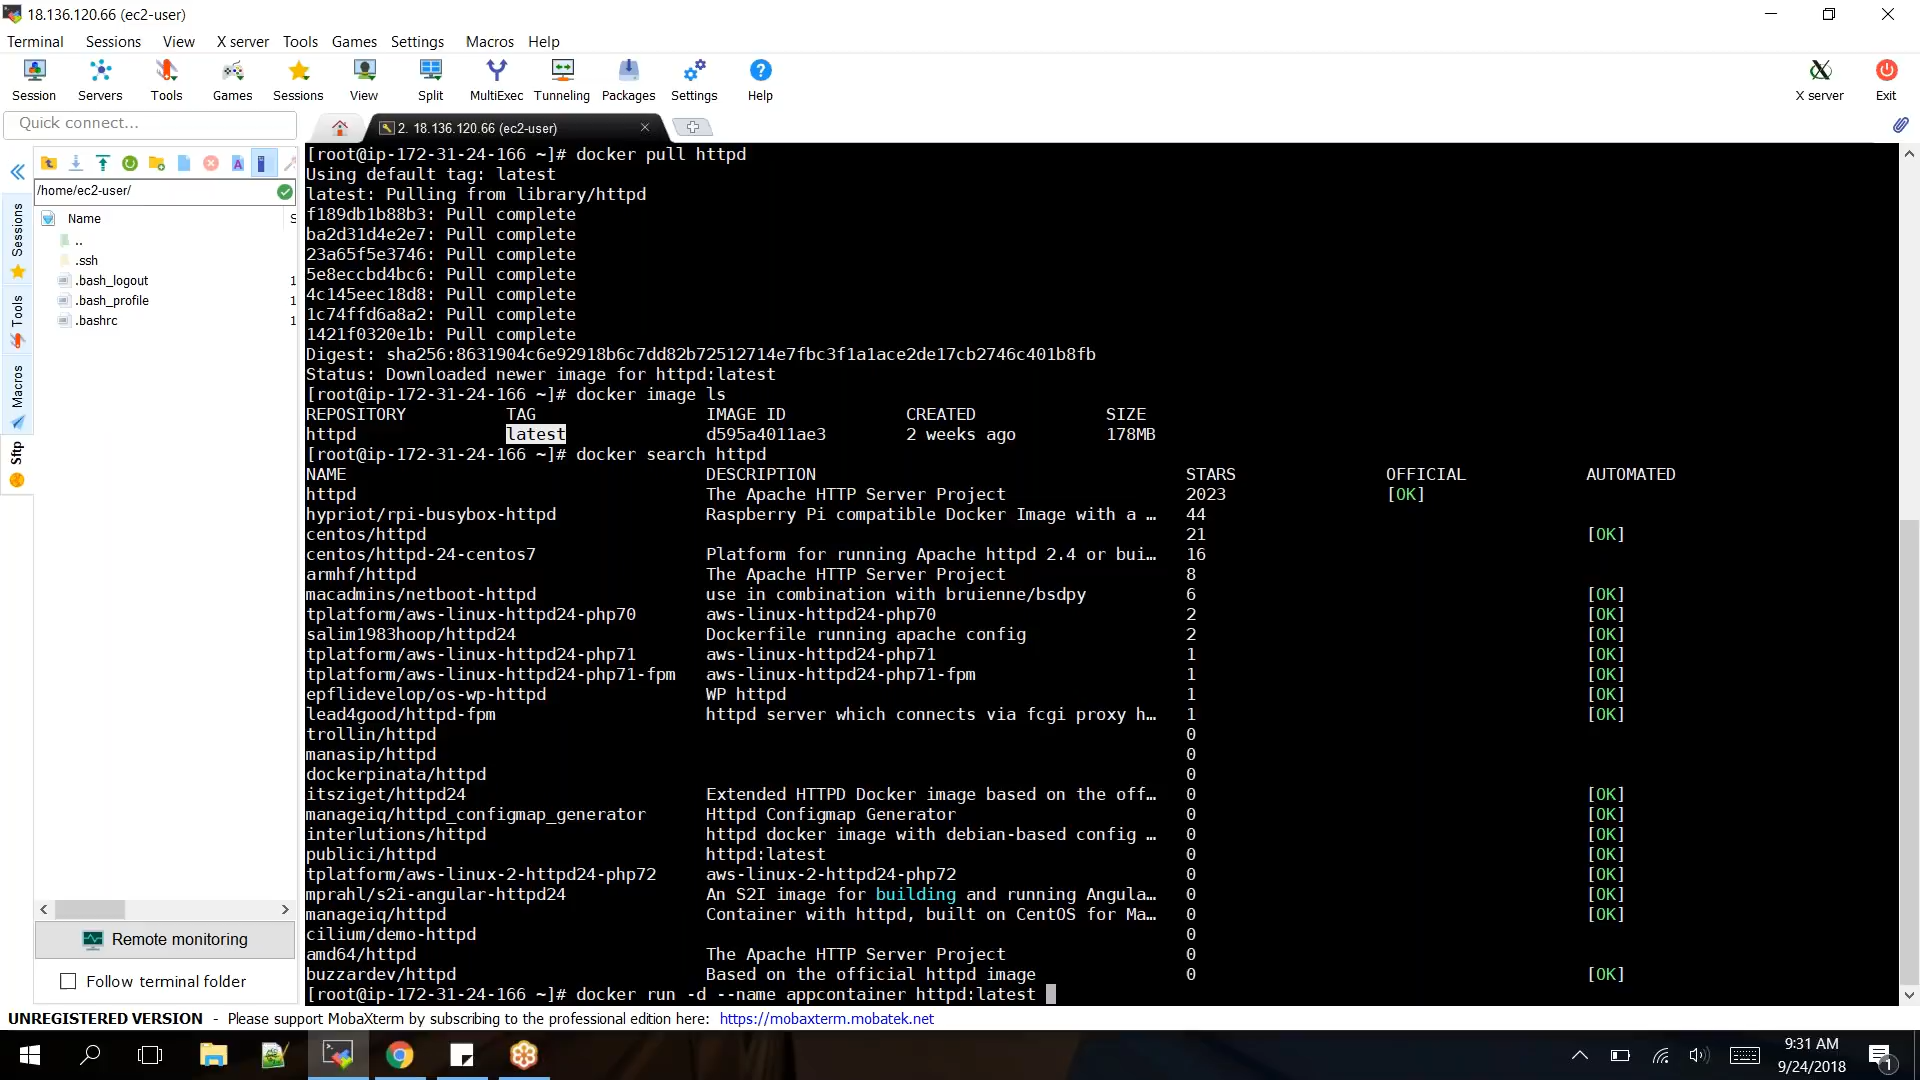 18.136.120.66 (ec2-user)
Terminal Sessions View X server Tools Games Settings Macros Help
Session Servers Tools Games Sessions View Split MultiExec Tunneling Packages Settings Help X server Exit
Quick connect...
2. 18.136.120.66 (ec2-user)
/home/ec2-user/
Name S
..
.ssh
.bash_logout 1
.bash_profile 1
.bashrc 1
Sessions
Tools
Macros
Sftp
Remote monitoring
Follow terminal folder
[root@ip-172-31-24-166 ~]# docker pull httpd
Using default tag: latest
latest: Pulling from library/httpd
f189db1b88b3: Pull complete
ba2d31d4e2e7: Pull complete
23a65f5e3746: Pull complete
5e8eccbd4bc6: Pull complete
4c145eec18d8: Pull complete
1c74ffd6a8a2: Pull complete
1421f0320e1b: Pull complete
Digest: sha256:8631904c6e92918b6c7dd82b72512714e7fbc3f1a1ace2de17cb2746c401b8fb
Status: Downloaded newer image for httpd:latest
[root@ip-172-31-24-166 ~]# docker image ls
REPOSITORY TAG IMAGE ID CREATED SIZE
httpd latest d595a4011ae3 2 weeks ago 178MB
[root@ip-172-31-24-166 ~]# docker search httpd
NAME DESCRIPTION STARS OFFICIAL AUTOMATED
httpd The Apache HTTP Server Project 2023 [OK]
hypriot/rpi-busybox-httpd Raspberry Pi compatible Docker Image with a … 44
centos/httpd 21 [OK]
centos/httpd-24-centos7 Platform for running Apache httpd 2.4 or bui… 16
armhf/httpd The Apache HTTP Server Project 8
macadmins/netboot-httpd use in combination with bruienne/bsdpy 6 [OK]
tplatform/aws-linux-httpd24-php70 aws-linux-httpd24-php70 2 [OK]
salim1983hoop/httpd24 Dockerfile running apache config 2 [OK]
tplatform/aws-linux-httpd24-php71 aws-linux-httpd24-php71 1 [OK]
tplatform/aws-linux-httpd24-php71-fpm aws-linux-httpd24-php71-fpm 1 [OK]
epflidevelop/os-wp-httpd WP httpd 1 [OK]
lead4good/httpd-fpm httpd server which connects via fcgi proxy h… 1 [OK]
trollin/httpd 0
manasip/httpd 0
dockerpinata/httpd 0
itsziget/httpd24 Extended HTTPD Docker image based on the off… 0 [OK]
manageiq/httpd_configmap_generator Httpd Configmap Generator 0 [OK]
interlutions/httpd httpd docker image with debian-based config … 0 [OK]
publici/httpd httpd:latest 0 [OK]
tplatform/aws-linux-2-httpd24-php72 aws-linux-2-httpd24-php72 0 [OK]
mprahl/s2i-angular-httpd24 An S2I image for building and running Angula… 0 [OK]
manageiq/httpd Container with httpd, built on CentOS for Ma… 0 [OK]
cilium/demo-httpd 0
amd64/httpd The Apache HTTP Server Project 0
buzzardev/httpd Based on the official httpd image 0 [OK]
[root@ip-172-31-24-166 ~]# docker run -d --name appcontainer httpd:latest
UNREGISTERED VERSION - Please support MobaXterm by subscribing to the professional edition here: https://mobaxterm.mobatek.net
9:31 AM
9/24/2018
1